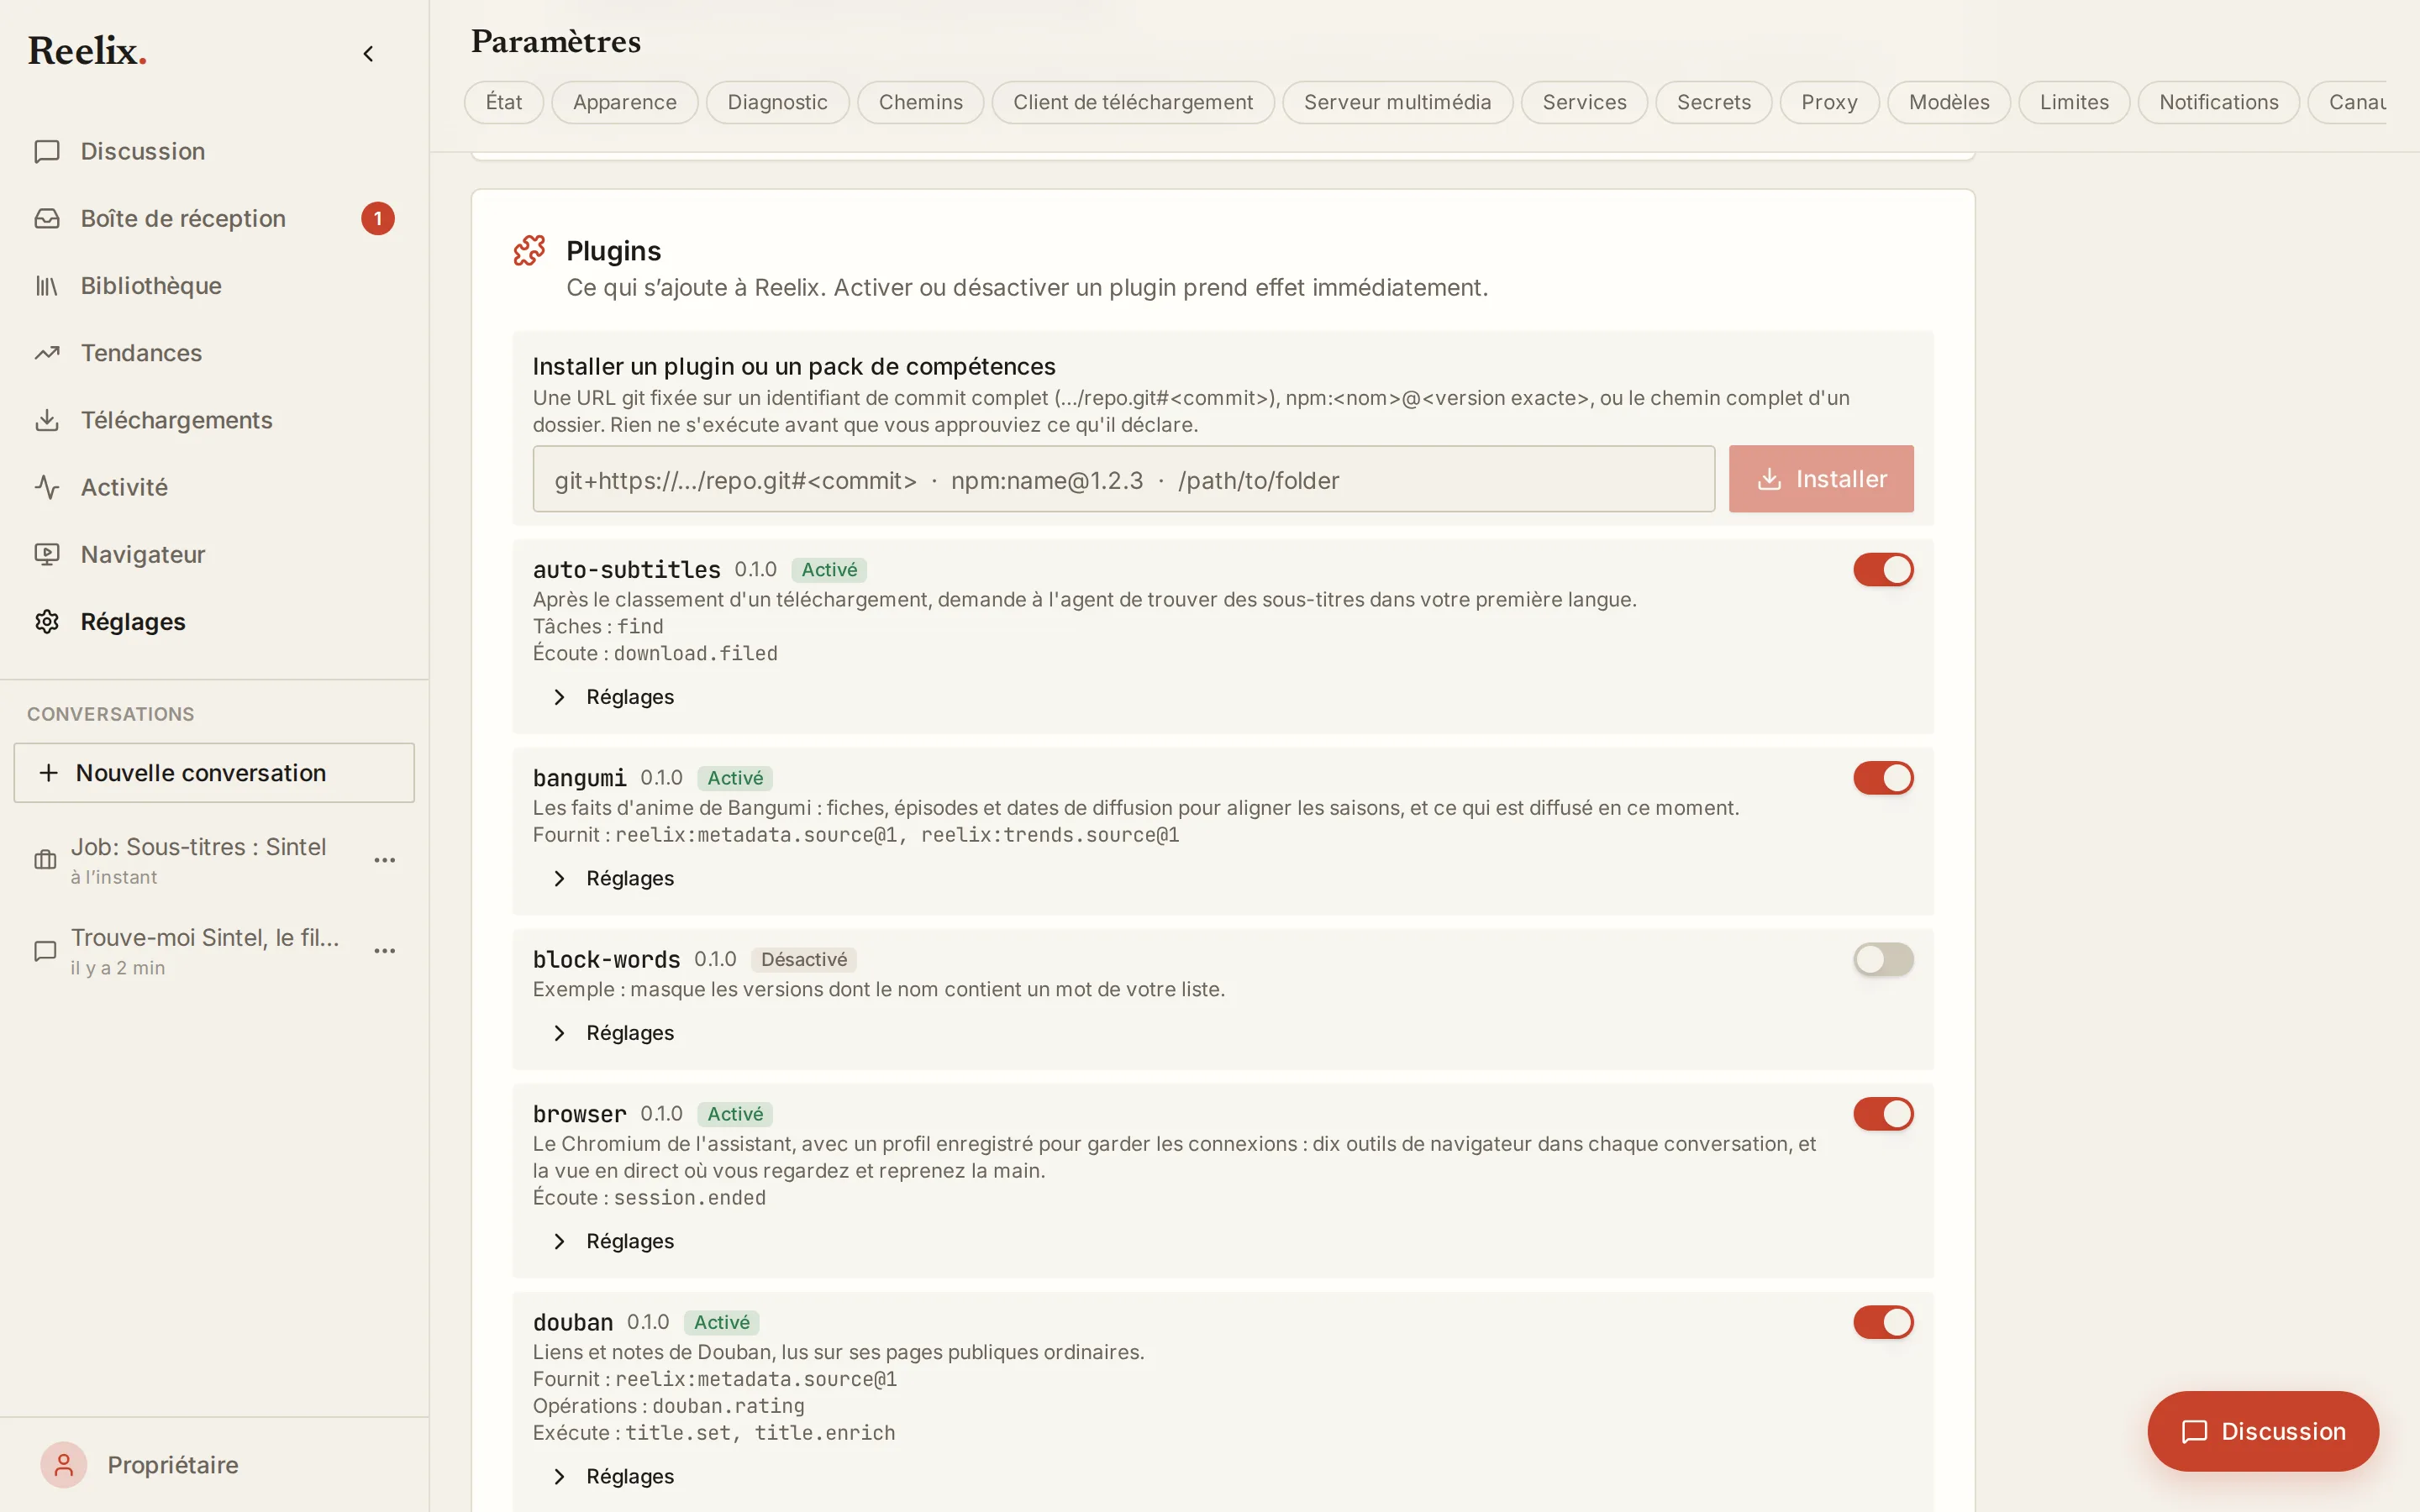 Reelix.
Discussion
Boîte de réception
1
Bibliothèque
Tendances
Téléchargements
Activité
Navigateur
Réglages
CONVERSATIONS
Nouvelle conversation
Job: Sous-titres : Sintel
à l’instant
Trouve-moi Sintel, le fil…
il y a 2 min
Propriétaire
Paramètres
État
Apparence
Diagnostic
Chemins
Client de téléchargement
Serveur multimédia
Services
Secrets
Proxy
Modèles
Limites
Notifications
Plugins
Ce qui s’ajoute à Reelix. Activer ou désactiver un plugin prend effet immédiatement.
Installer un plugin ou un pack de compétences
Une URL git fixée sur un identifiant de commit complet (…/repo.git#<commit>), npm:<nom>@<version exacte>, ou le chemin complet d'un
dossier. Rien ne s'exécute avant que vous approuviez ce qu'il déclare.
git+https://…/repo.git#<commit> · npm:name@1.2.3 · /path/to/folder
Installer
auto-subtitles 0.1.0 Activé
Après le classement d'un téléchargement, demande à l'agent de trouver des sous-titres dans votre première langue.
Tâches : find
Écoute : download.filed
Réglages
bangumi 0.1.0 Activé
Les faits d'anime de Bangumi : fiches, épisodes et dates de diffusion pour aligner les saisons, et ce qui est diffusé en ce moment.
Fournit : reelix:metadata.source@1, reelix:trends.source@1
Réglages
block-words 0.1.0 Désactivé
Exemple : masque les versions dont le nom contient un mot de votre liste.
Réglages
browser 0.1.0 Activé
Le Chromium de l'assistant, avec un profil enregistré pour garder les connexions : dix outils de navigateur dans chaque conversation, et
la vue en direct où vous regardez et reprenez la main.
Écoute : session.ended
Réglages
douban 0.1.0 Activé
Liens et notes de Douban, lus sur ses pages publiques ordinaires.
Fournit : reelix:metadata.source@1
Opérations : douban.rating
Exécute : title.set, title.enrich
Réglages
Discussion